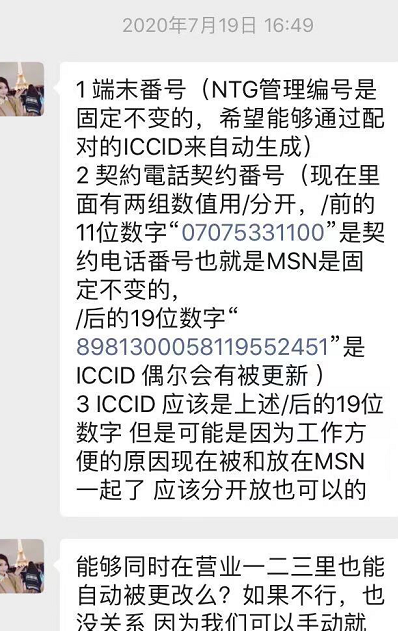 2020年7月19日 16:49
1 端末番号（NTG管理编号是
固定不变的，希望能够通过配
对的ICCID来自动生成）
2 契約電話契约番号（现在里
面有两组数值用/分开，/前的
11位数字“07075331100”是契
约电话番号也就是MSN是固
定不变的，
/后的19位数字“
8981300058119552451”是
ICCID 偶尔会有被更新 ）
3 ICCID 应该是上述/后的19位
数字 但是可能是因为工作方
便的原因现在被和放在MSN
一起了 应该分开放也可以的
能够同时在营业一二三里也能
自动被更改么？如果不行，也
没关系 因为我们可以手动就